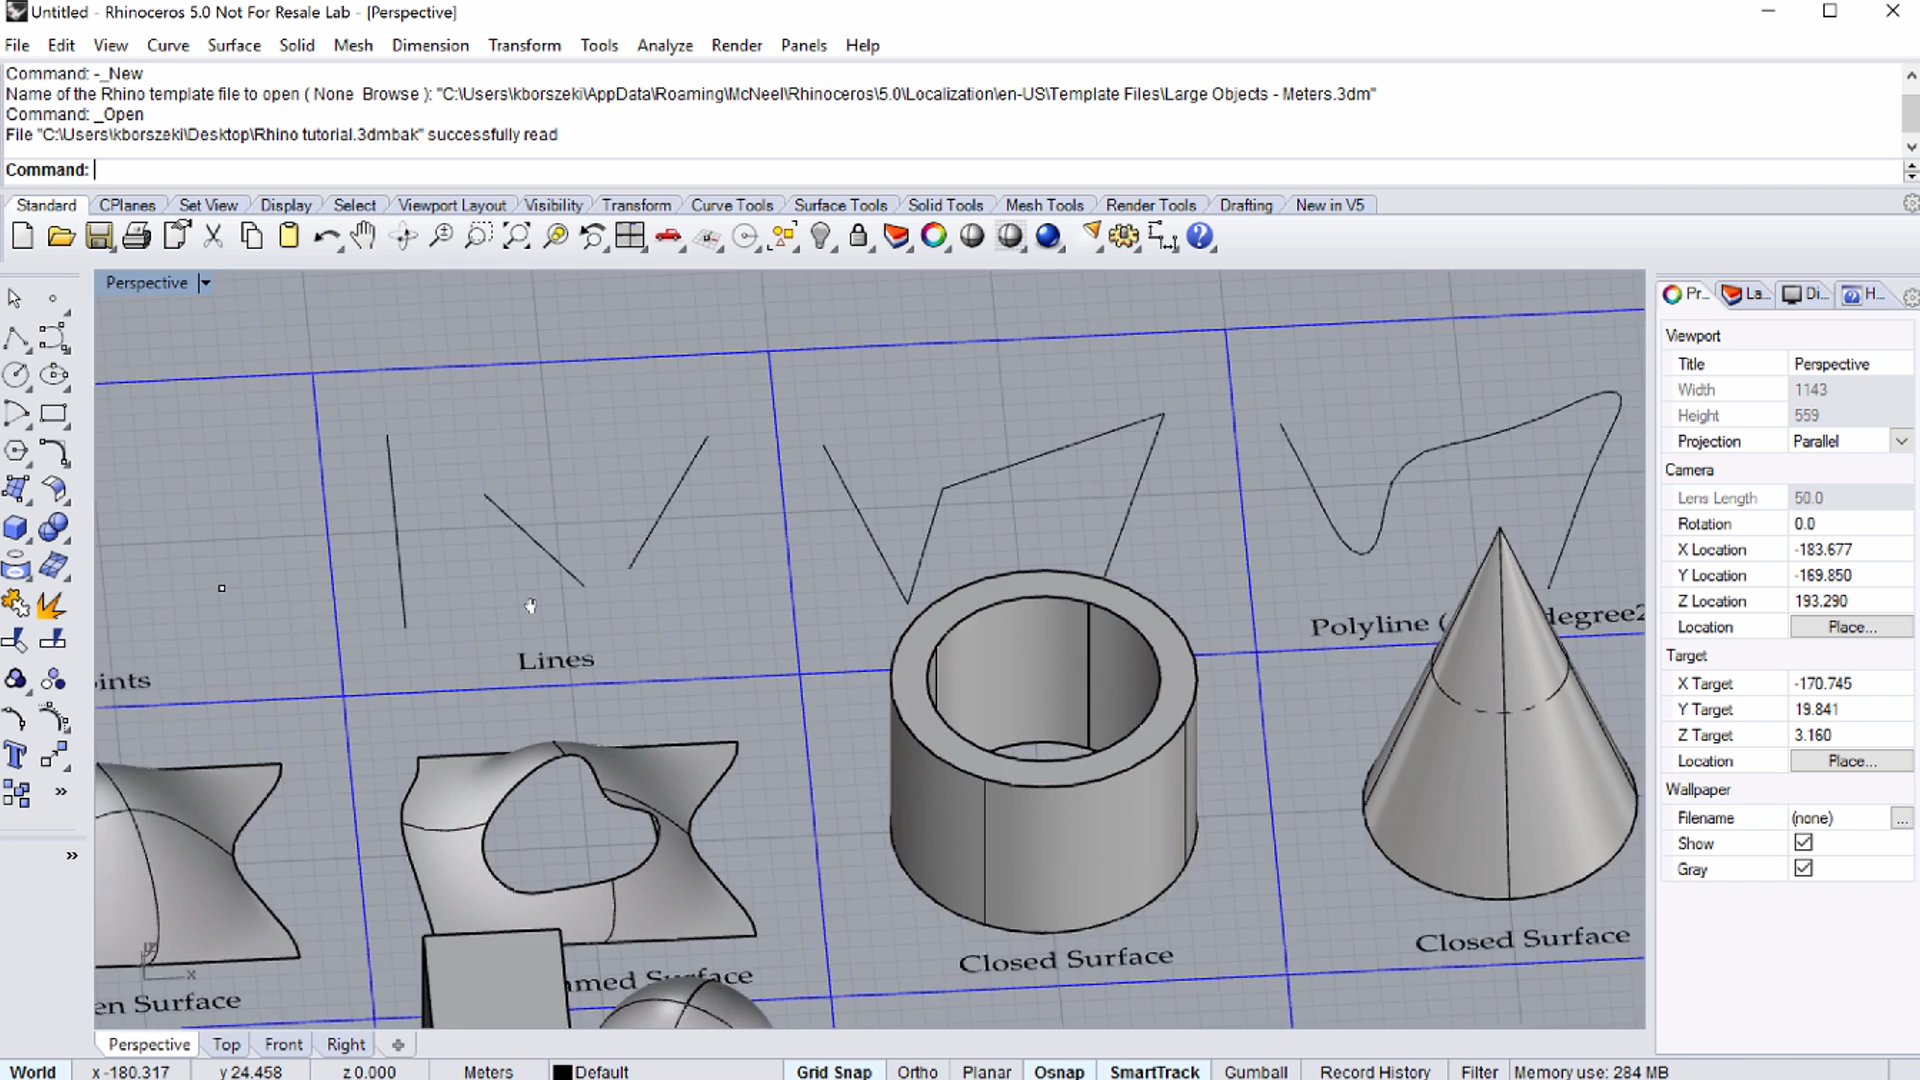 Untitled - Rhinoceros 5.0 Not For Resale Lab - [Perspective]
File Edit View Curve Surface Solid Mesh Dimension Transform Tools Analyze Render Panels Help
Command: -_New
Name of the Rhino template file to open ( None Browse ): "C:\Users\kborszeki\AppData\Roaming\McNeel\Rhinoceros\5.0\Localization\en-US\Template Files\Large Objects - Meters.3dm"
Command: _Open
File "C:\Users\kborszeki\Desktop\Rhino tutorial.3dmbak" successfully read
Command:
Standard CPlanes Set View Display Select Viewport Layout Visibility Transform Curve Tools Surface Tools Solid Tools Mesh Tools Render Tools Drafting New in V5
Perspective
Pr... La... Di... H...
Viewport
Title Perspective
Width 1143
Height 559
Projection Parallel
Camera
Lens Length 50.0
Rotation 0.0
X Location -183.677
Y Location -169.850
Z Location 193.290
Location Place...
Target
X Target -170.745
Y Target 19.841
Z Target 3.160
Location Place...
Wallpaper
Filename (none) ...
Show
Gray
Polyline ( degree2
Lines
ints
Closed Surface
Closed Surface
mmed Surface
en Surface
x
Perspective Top Front Right
World x -180.317 y 24.458 z 0.000 Meters Default Grid Snap Ortho Planar Osnap SmartTrack Gumball Record History Filter Memory use: 284 MB